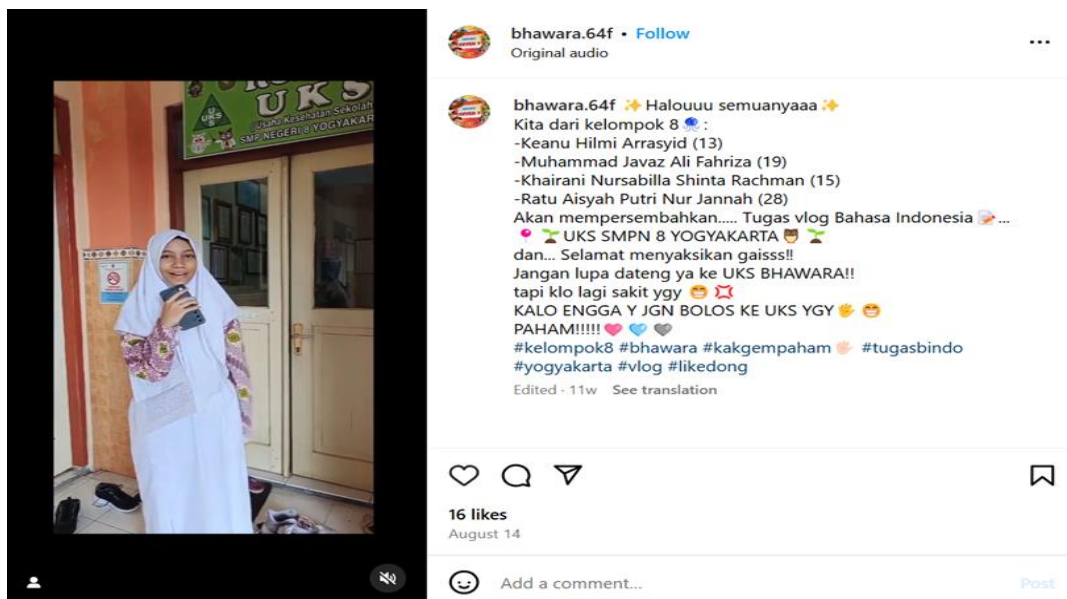 UKS
Usaha Kesehatan Sekolah
SMP NEGERI 8 YOGYAKAR
UKS
bhawara.64f • Follow
Original audio
bhawara.64f ✨ Halouuu semuanyaaa ✨
Kita dari kelompok 8 :
-Keanu Hilmi Arrasyid (13)
-Muhammad Javaz Ali Fahriza (19)
-Khairani Nursabilla Shinta Rachman (15)
-Ratu Aisyah Putri Nur Jannah (28)
Akan mempersembahkan..... Tugas vlog Bahasa Indonesia 📝...
📍 🌱 UKS SMPN 8 YOGYAKARTA 🦉 🌱
dan... Selamat menyaksikan gaisss!!
Jangan lupa dateng ya ke UKS BHAWARA!!
tapi klo lagi sakit ygy 😁 💢
KALO ENGGA Y JGN BOLOS KE UKS YGY 🖐 😁
PAHAM!!!!! 🩷 🩵 🩶
#kelompok8 #bhawara #kakgempaham 🖐🏻 #tugasbindo
#yogyakarta #vlog #likedong
Edited · 11w See translation
16 likes
August 14
Add a comment...
Post